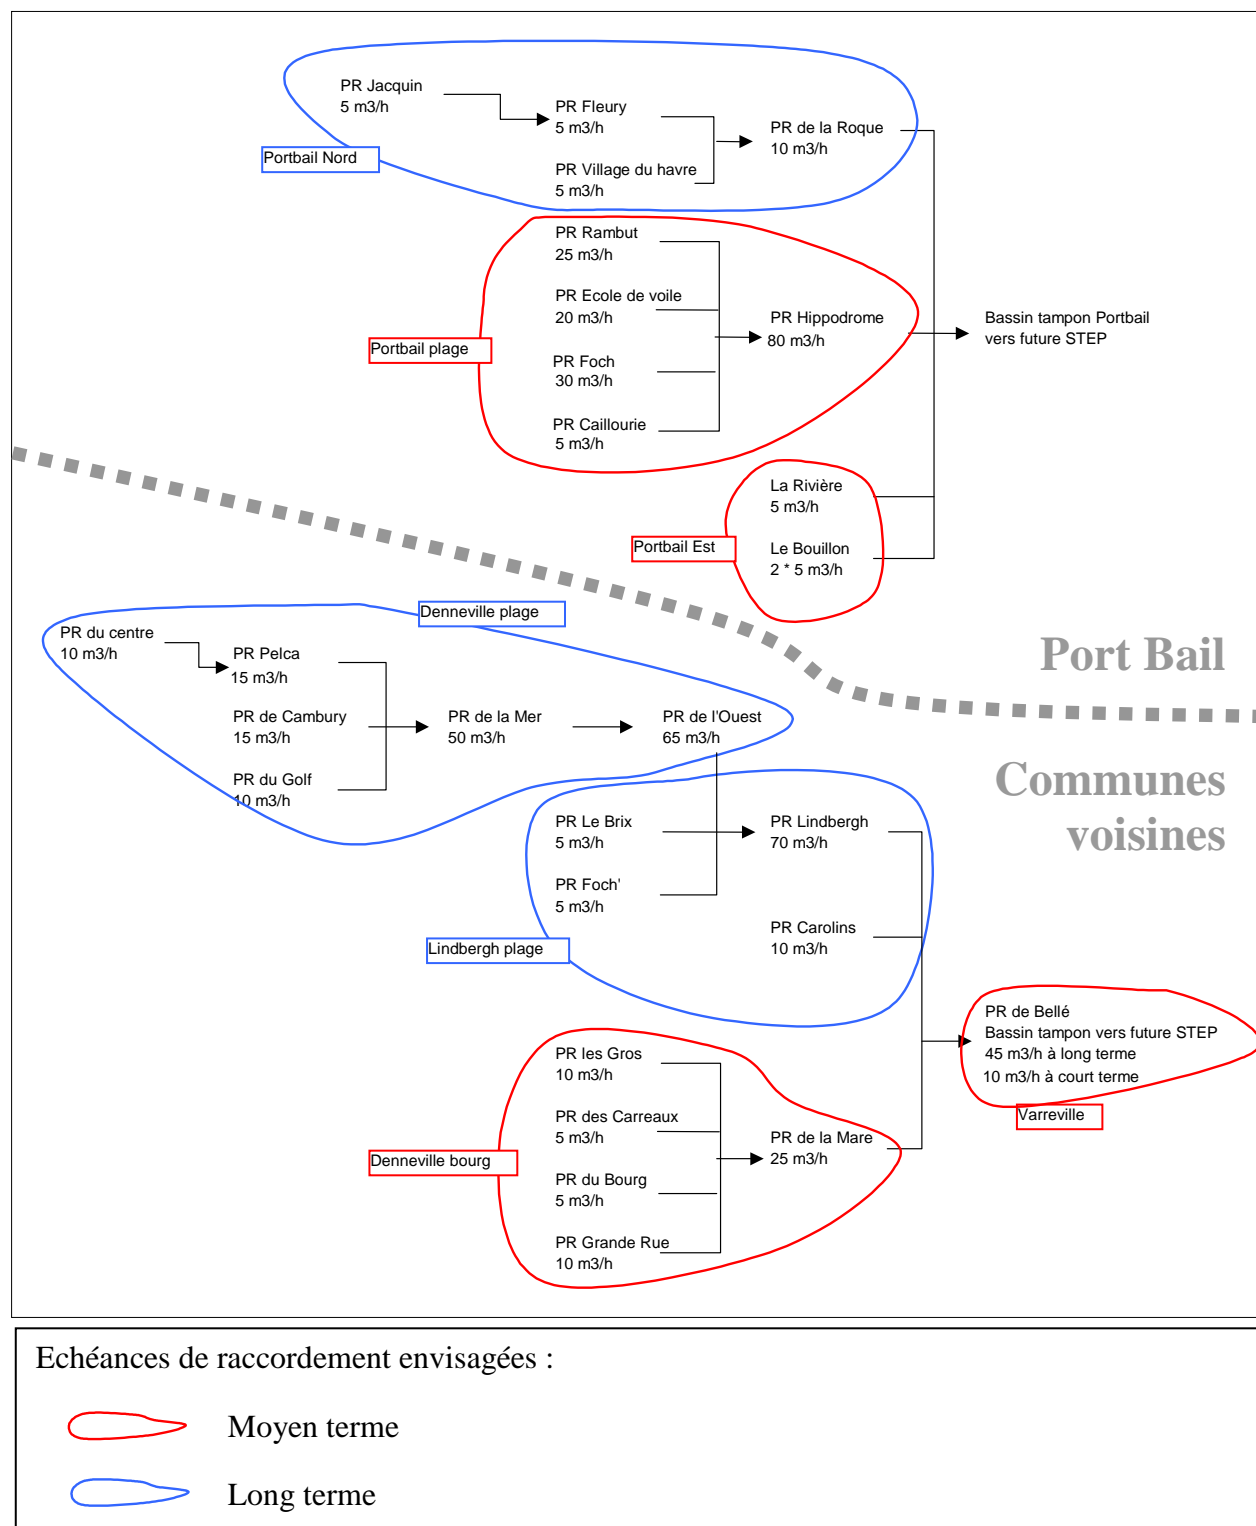 PR Jacquin
5 m3/h
PR Fleury
5 m3/h
PR de la Roque
10 m3/h
Portbail Nord
PR Village du havre
5 m3/h
PR Rambut
25 m3/h
PR Ecole de voile
20 m3/h
PR Hippodrome
80 m3/h
Bassin tampon Portbail
vers future STEP
Portbail plage
PR Foch
30 m3/h
PR Caillourie
5 m3/h
La Rivière
5 m3/h
Portbail Est
Le Bouillon
2 * 5 m3/h
Denneville plage
PR du centre
10 m3/h
PR Pelca
15 m3/h
Port Bail
PR de Cambury
15 m3/h
PR de la Mer
50 m3/h
PR de l'Ouest
65 m3/h
PR du Golf
10 m3/h
Communes
voisines
PR Le Brix
5 m3/h
PR Lindbergh
70 m3/h
PR Foch'
5 m3/h
PR Carolins
10 m3/h
Lindbergh plage
PR de Bellé
Bassin tampon vers future STEP
45 m3/h à long terme
10 m3/h à court terme
Varreville
PR les Gros
10 m3/h
PR des Carreaux
5 m3/h
PR de la Mare
25 m3/h
Denneville bourg
PR du Bourg
5 m3/h
PR Grande Rue
10 m3/h
Echéances de raccordement envisagées :
Moyen terme
Long terme